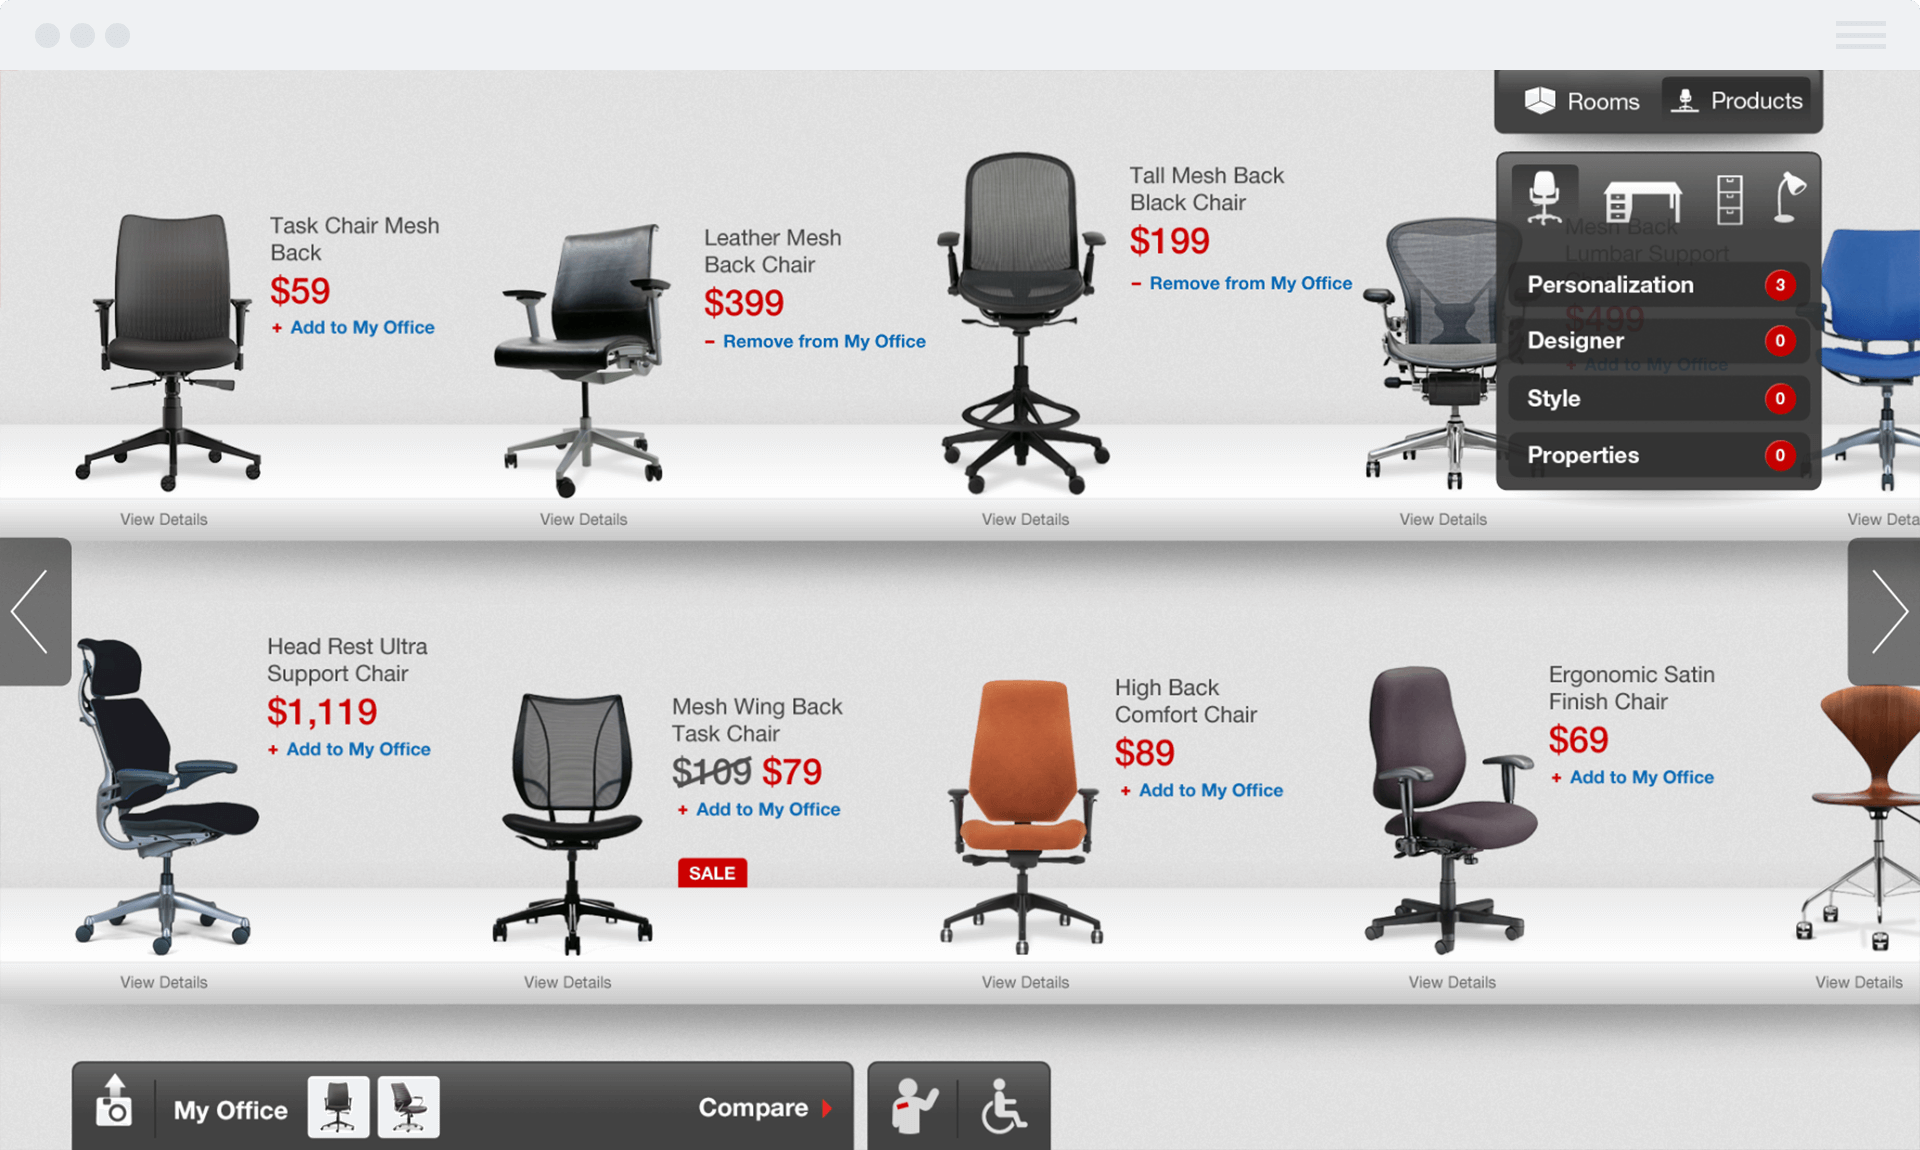 Rooms
Products
Task Chair Mesh
Back
$59
+ Add to My Office
Leather Mesh
Back Chair
$399
– Remove from My Office
Tall Mesh Back
Black Chair
$199
– Remove from My Office
Mesh Back
Lumbar Support
$499
+ Add to My Office
Personalization 3
Designer 0
Style 0
Properties 0
View Details
View Details
View Details
View Details
View Deta
Head Rest Ultra
Support Chair
$1,119
+ Add to My Office
Mesh Wing Back
Task Chair
$109 $79
+ Add to My Office
SALE
High Back
Comfort Chair
$89
+ Add to My Office
Ergonomic Satin
Finish Chair
$69
+ Add to My Office
View Details
View Details
View Details
View Details
View Details
My Office
Compare